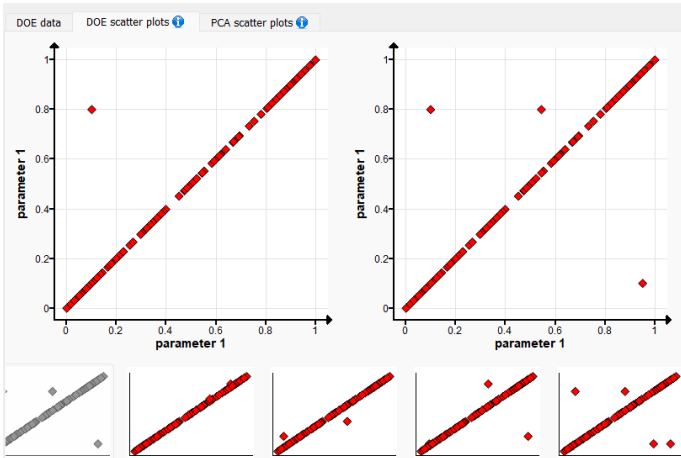 DOE data DOE scatter plots i PCA scatter plots i
1 1
0.8 0.8
0.6 0.6
parameter 1 parameter 1
0.4 0.4
0.2 0.2
0 0
0 0.2 0.4 0.6 0.8 1 0 0.2 0.4 0.6 0.8 1
parameter 1 parameter 1